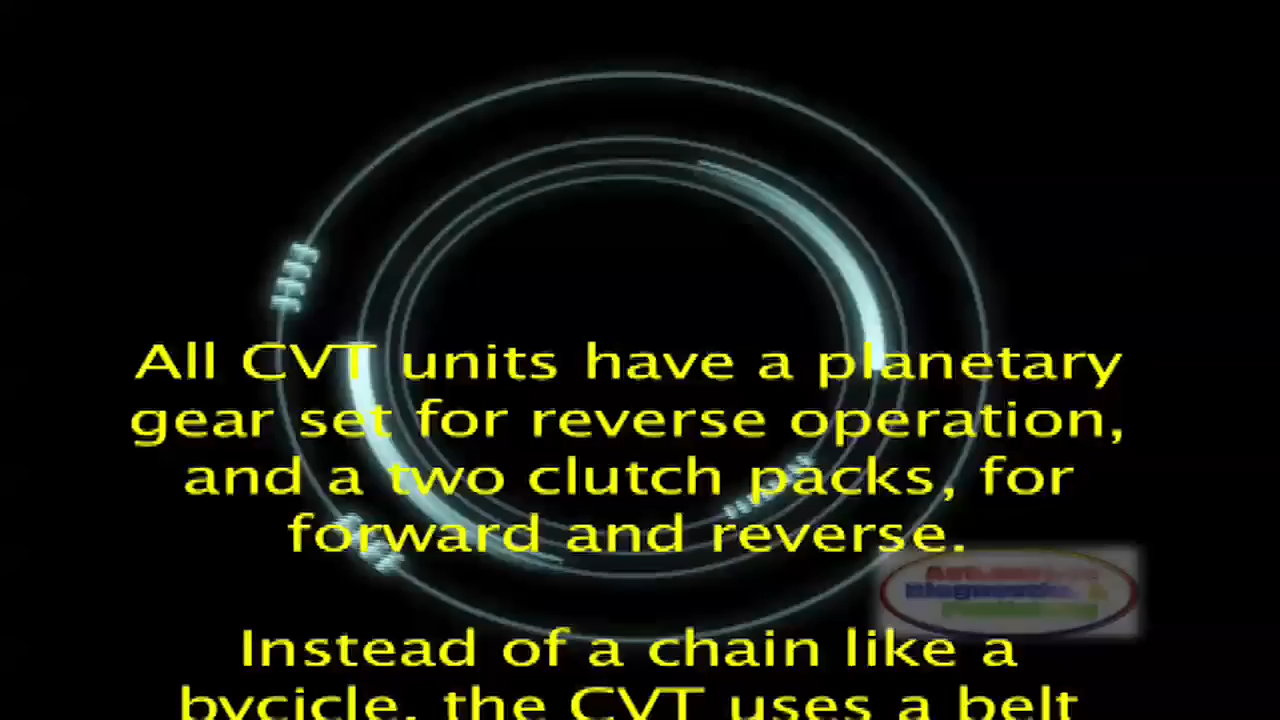 All CVT units have a planetary
gear set for reverse operation,
and a two clutch packs, for
forward and reverse.
Instead of a chain like a
bycicle, the CVT uses a belt